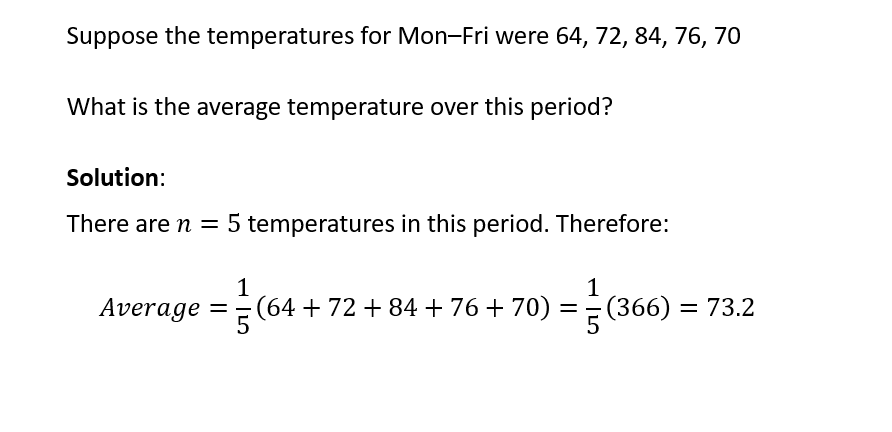 Suppose the temperatures for Mon–Fri were 64, 72, 84, 76, 70
What is the average temperature over this period?
Solution:
There are n = 5 temperatures in this period. Therefore:
Average = 1/5 (64 + 72 + 84 + 76 + 70) = 1/5 (366) = 73.2